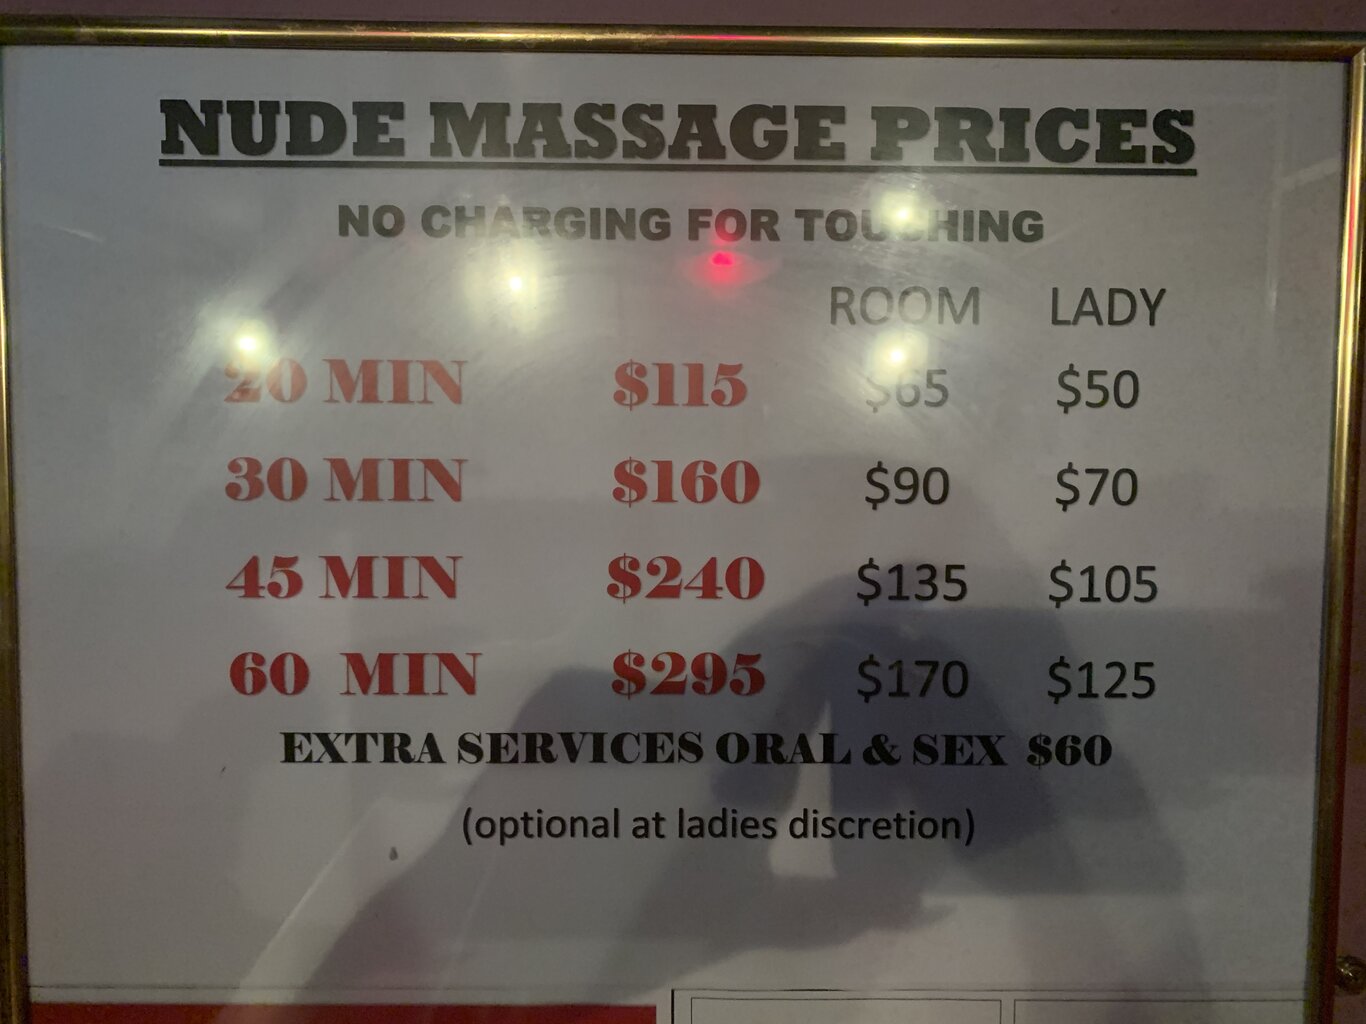 NUDE MASSAGE PRICES
NO CHARGING FOR TOUCHING
ROOM LADY
20 MIN $115 $65 $50
30 MIN $160 $90 $70
45 MIN $240 $135 $105
60 MIN $295 $170 $125
EXTRA SERVICES ORAL & SEX $60
(optional at ladies discretion)